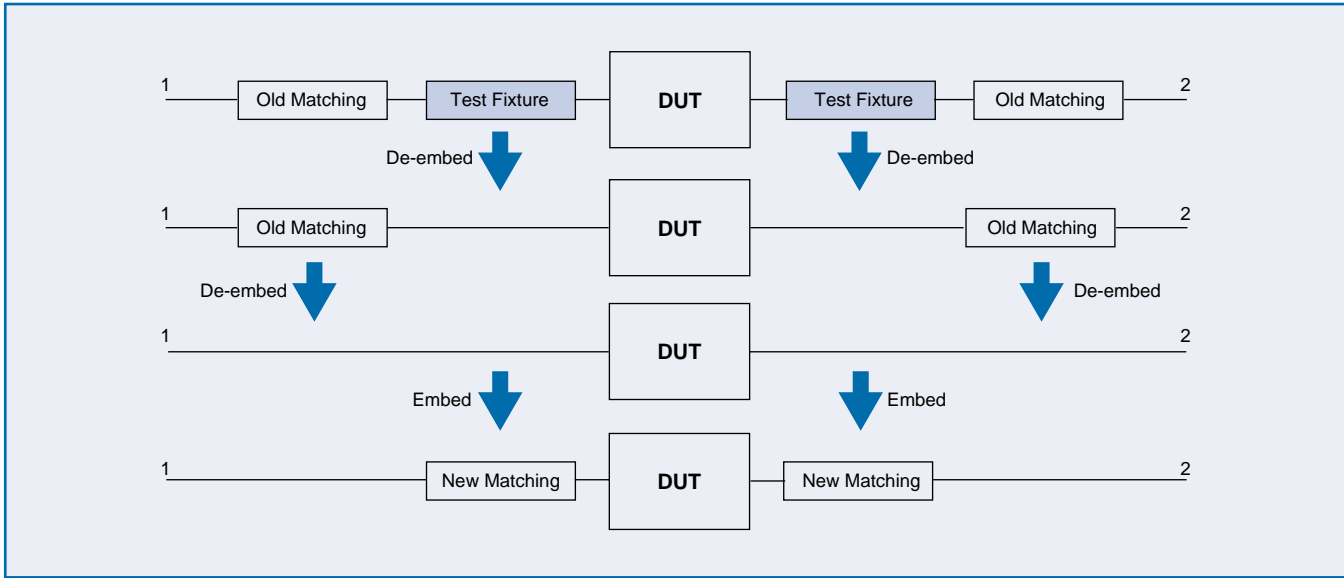 1 Old Matching Test Fixture DUT Test Fixture Old Matching 2
De-embed De-embed
1 Old Matching DUT Old Matching 2
De-embed De-embed
1 DUT 2
Embed Embed
1 New Matching DUT New Matching 2